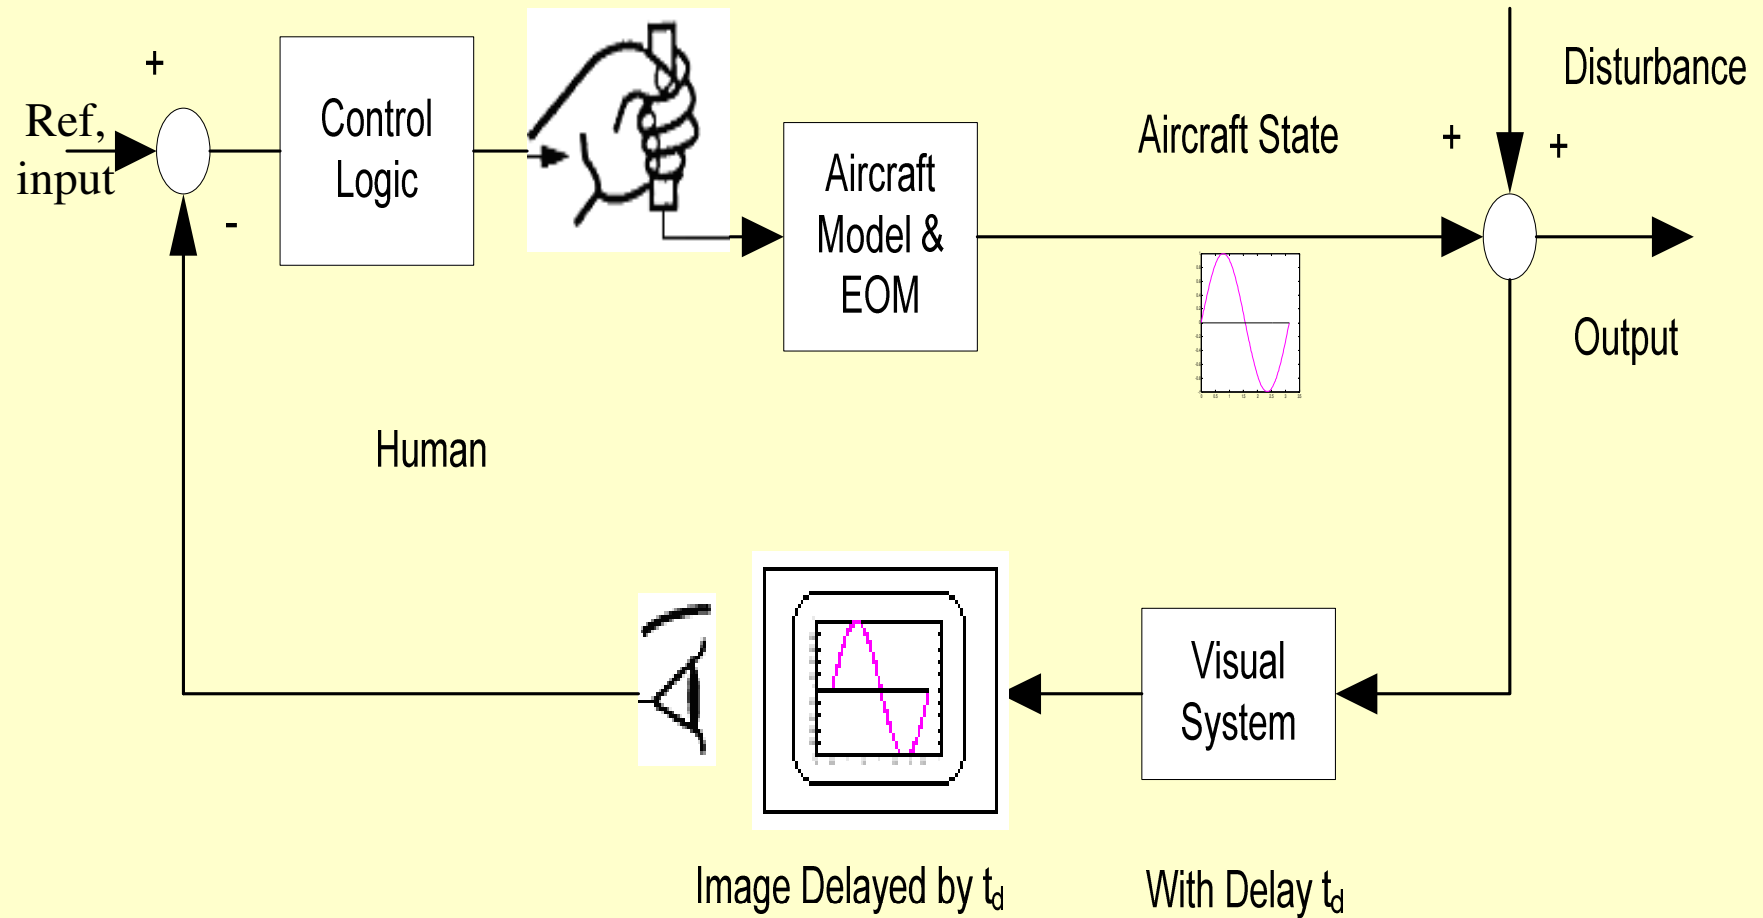 +
Ref,
input
-
Control
Logic
Aircraft
Model &
EOM
Aircraft State
+
Disturbance
+
Output
Human
Visual
System
Image Delayed by td
With Delay td